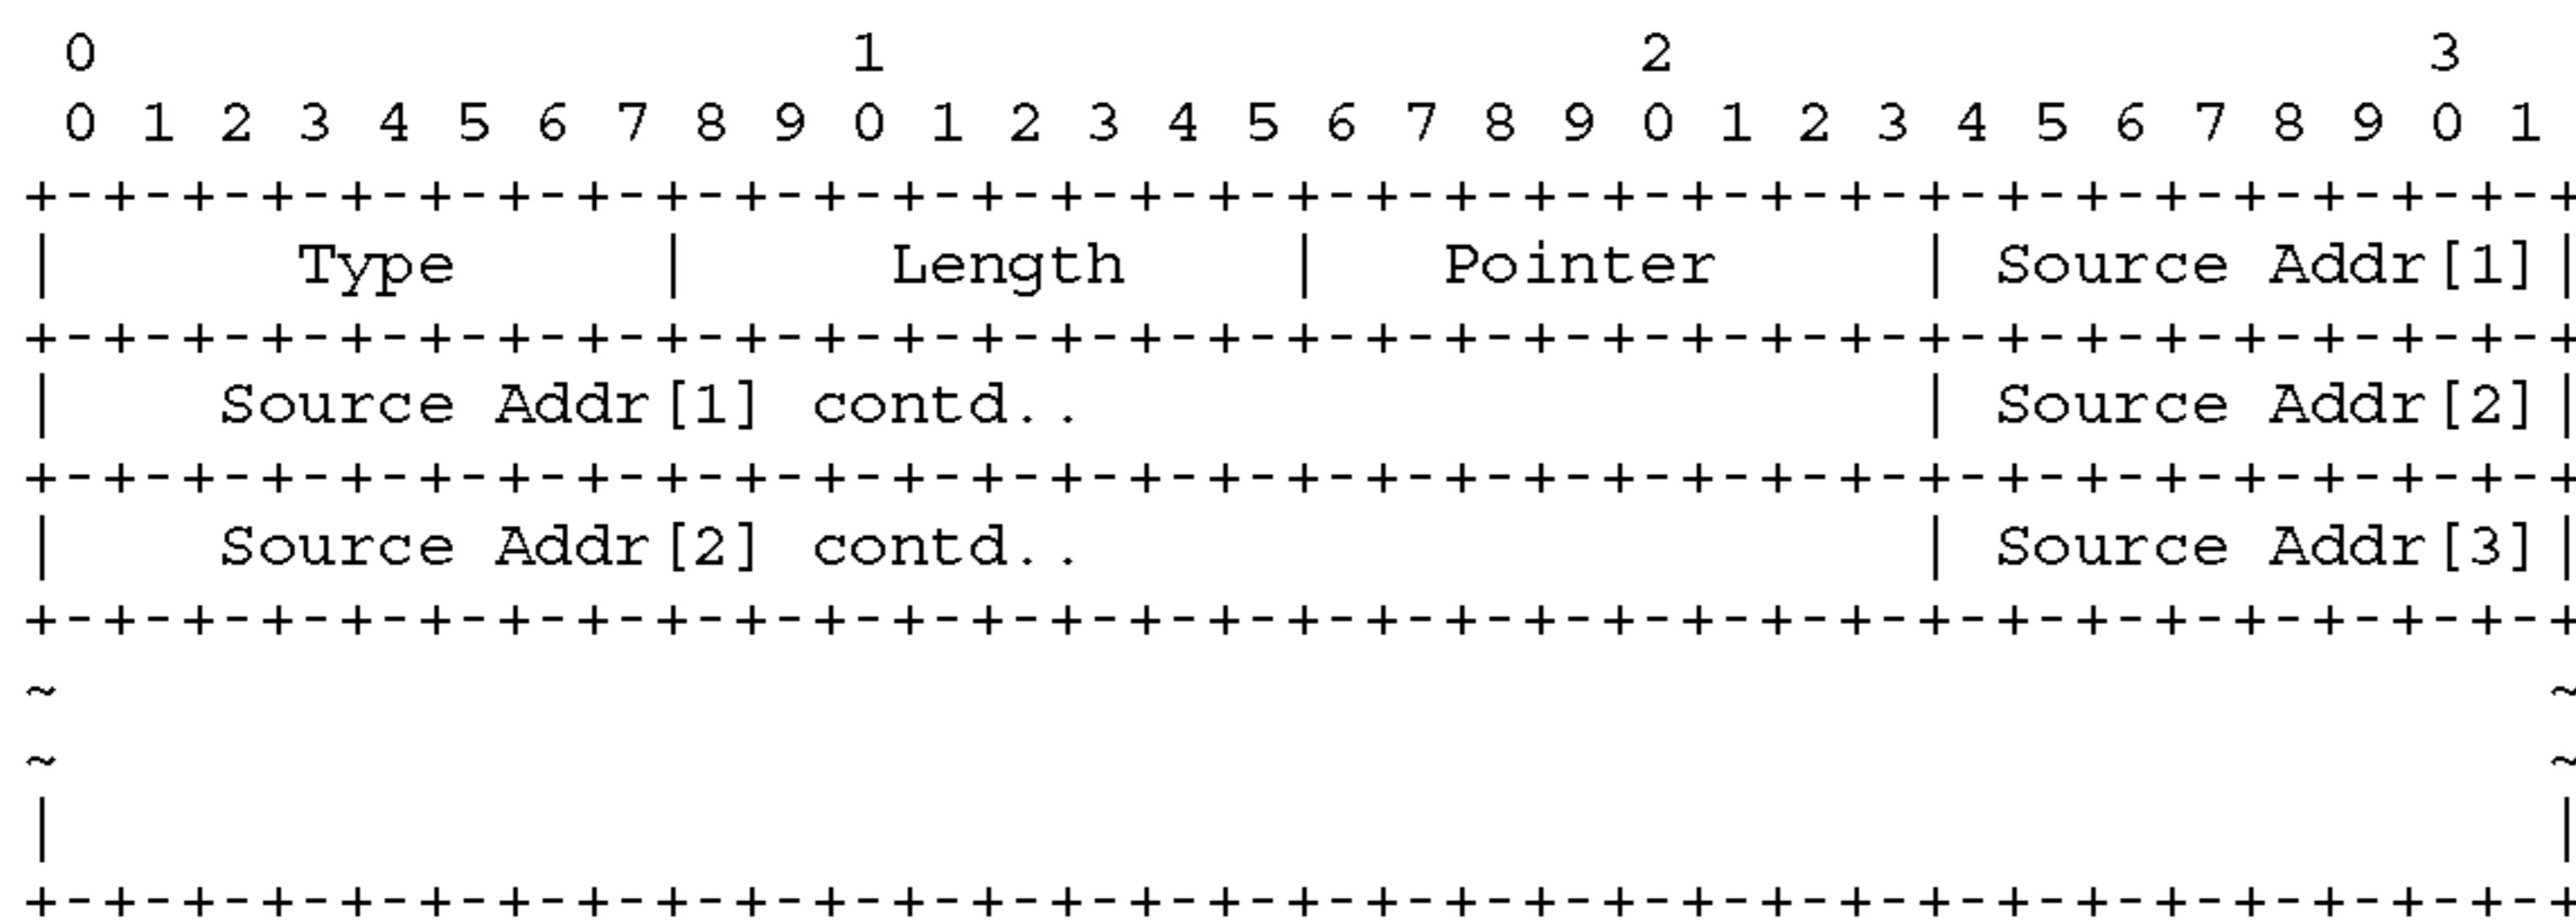 0                   1                   2                   3
 0 1 2 3 4 5 6 7 8 9 0 1 2 3 4 5 6 7 8 9 0 1 2 3 4 5 6 7 8 9 0 1
+-+-+-+-+-+-+-+-+-+-+-+-+-+-+-+-+-+-+-+-+-+-+-+-+-+-+-+-+-+-+-+-+
|      Type     |     Length    |   Pointer     | Source Addr[1]|
+-+-+-+-+-+-+-+-+-+-+-+-+-+-+-+-+-+-+-+-+-+-+-+-+-+-+-+-+-+-+-+-+
|    Source Addr[1] contd..                     | Source Addr[2]|
+-+-+-+-+-+-+-+-+-+-+-+-+-+-+-+-+-+-+-+-+-+-+-+-+-+-+-+-+-+-+-+-+
|    Source Addr[2] contd..                     | Source Addr[3]|
+-+-+-+-+-+-+-+-+-+-+-+-+-+-+-+-+-+-+-+-+-+-+-+-+-+-+-+-+-+-+-+-+
~                                                               ~
~                                                               ~
|                                                               |
+-+-+-+-+-+-+-+-+-+-+-+-+-+-+-+-+-+-+-+-+-+-+-+-+-+-+-+-+-+-+-+-+